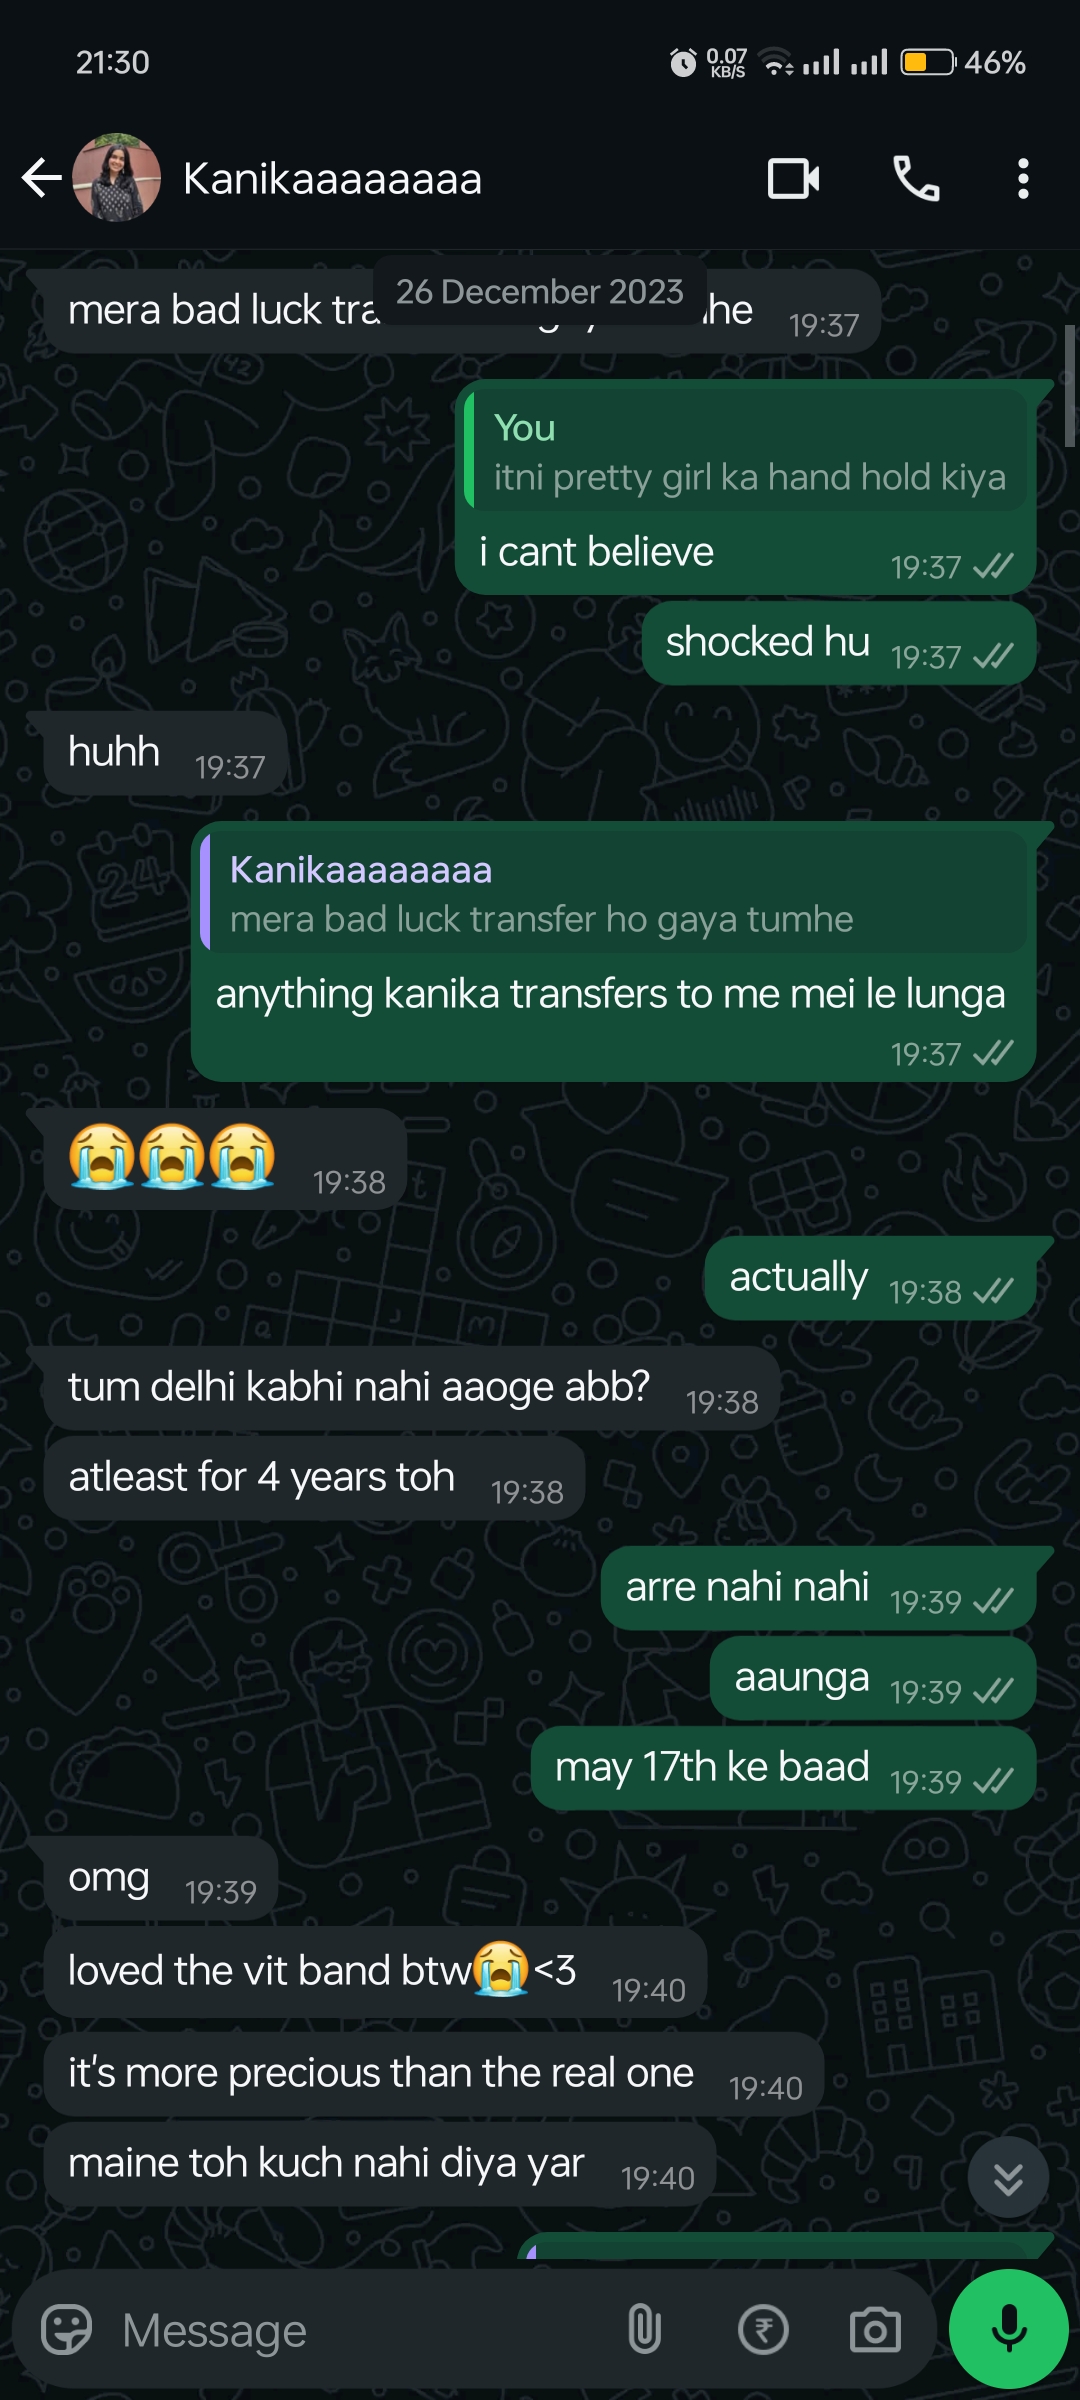 21:30
0.07
KB/S
46%
Kanikaaaaaaaa
26 December 2023
mera bad luck 19:37
You
itni pretty girl ka hand hold kiya
i cant believe 19:37
shocked hu 19:37
huhh 19:37
Kanikaaaaaaaa
mera bad luck transfer ho gaya tumhe
anything kanika transfers to me mei le lunga
19:37
😭😭😭 19:38
actually 19:38
tum delhi kabhi nahi aaoge abb? 19:38
atleast for 4 years toh 19:38
arre nahi nahi 19:39
aaunga 19:39
may 17th ke baad 19:39
omg 19:39
loved the vit band btw😭<3 19:40
it's more precious than the real one 19:40
maine toh kuch nahi diya yar 19:40
Message